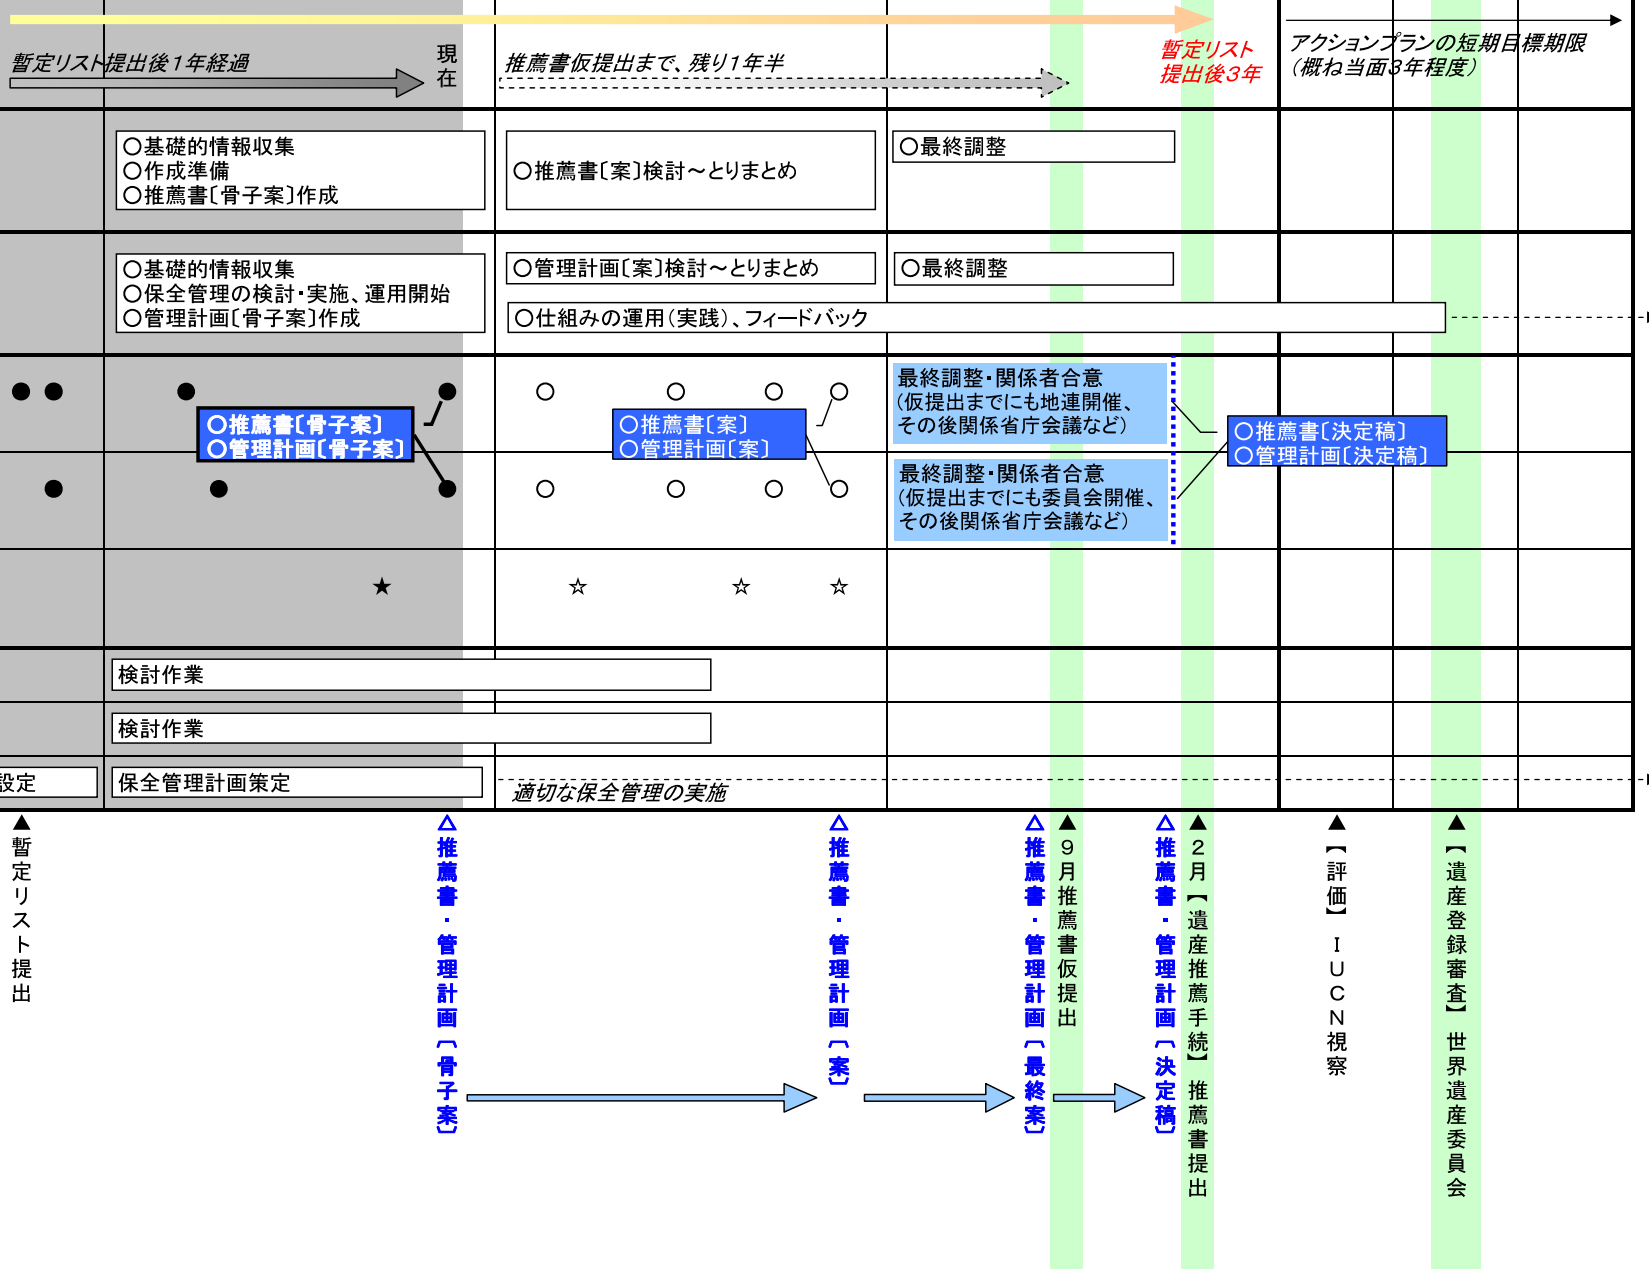 暫定リスト提出後1年経過
現在
推薦書仮提出まで、残り1年半
暫定リスト
提出後3年
アクションプランの短期目標期限
(概ね当面3年程度)
○基礎的情報収集
○作成準備
○推薦書〔骨子案〕作成
○推薦書〔案〕検討~とりまとめ
○最終調整
○基礎的情報収集
○保全管理の検討・実施、運用開始
○管理計画〔骨子案〕作成
○管理計画〔案〕検討~とりまとめ
○最終調整
○仕組みの運用(実践)、フィードバック
○推薦書〔骨子案〕
○管理計画〔骨子案〕
○推薦書〔案〕
○管理計画〔案〕
最終調整・関係者合意
(仮提出までにも地連開催、
その後関係省庁会議など)
○推薦書〔決定稿〕
○管理計画〔決定稿〕
最終調整・関係者合意
(仮提出までにも委員会開催、
その後関係省庁会議など)
★ ☆ ☆ ☆
検討作業
検討作業
設定
保全管理計画策定
適切な保全管理の実施
▲暫定リスト提出
△推薦書・管理計画〔骨子案〕
△推薦書・管理計画〔案〕
△推薦書・管理計画〔最終案〕
▲9月推薦書仮提出
△推薦書・管理計画〔決定稿〕
▲2月【遺産推薦手続】推薦書提出
▲【評価】IUCN視察
▲【遺産登録審査】世界遺産委員会